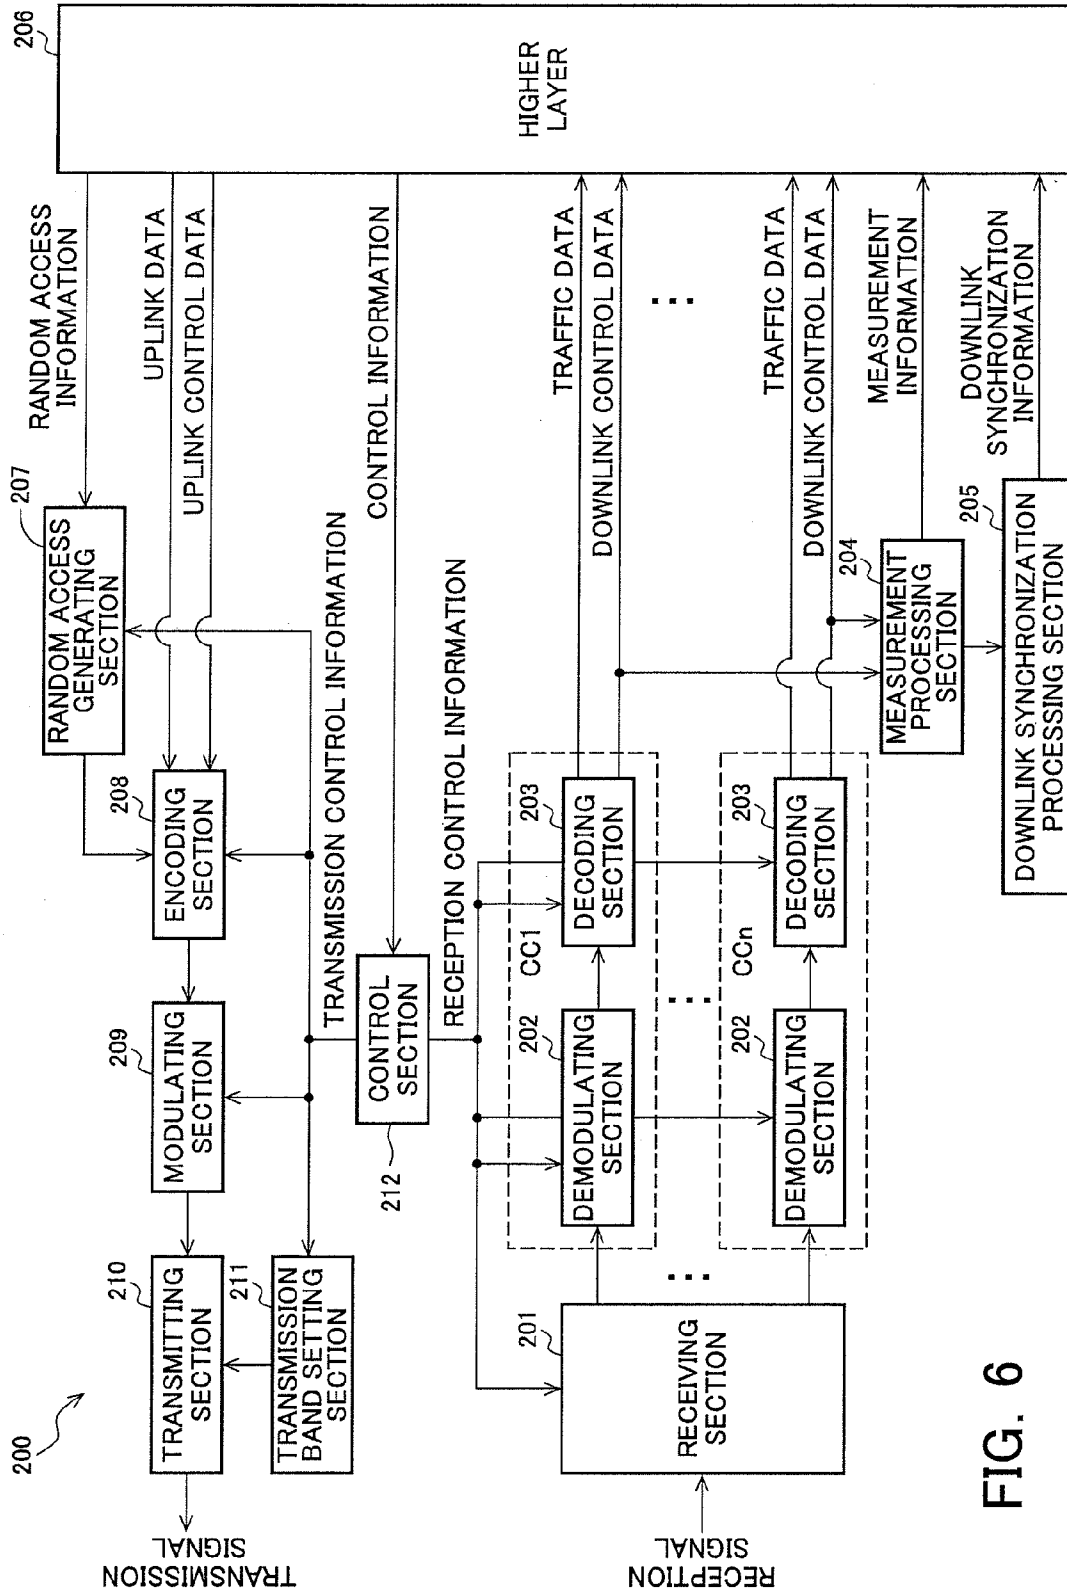 200
TRANSMISSION
SIGNAL
210
TRANSMITTING
SECTION
209
MODULATING
SECTION
208
ENCODING
SECTION
207
RANDOM ACCESS
GENERATING
SECTION
RANDOM ACCESS
INFORMATION
UPLINK DATA
UPLINK CONTROL DATA
206
HIGHER
LAYER
211
TRANSMISSION
BAND SETTING
SECTION
TRANSMISSION CONTROL INFORMATION
CONTROL INFORMATION
CONTROL
SECTION
212
RECEPTION CONTROL INFORMATION
RECEPTION
SIGNAL
201
RECEIVING
SECTION
202
DEMODULATING
SECTION
CC1
203
DECODING
SECTION
TRAFFIC DATA
DOWNLINK CONTROL DATA
202
DEMODULATING
SECTION
CCn
203
DECODING
SECTION
TRAFFIC DATA
DOWNLINK CONTROL DATA
204
MEASUREMENT
PROCESSING
SECTION
MEASUREMENT
INFORMATION
205
DOWNLINK SYNCHRONIZATION
PROCESSING SECTION
DOWNLINK
SYNCHRONIZATION
INFORMATION
FIG. 6